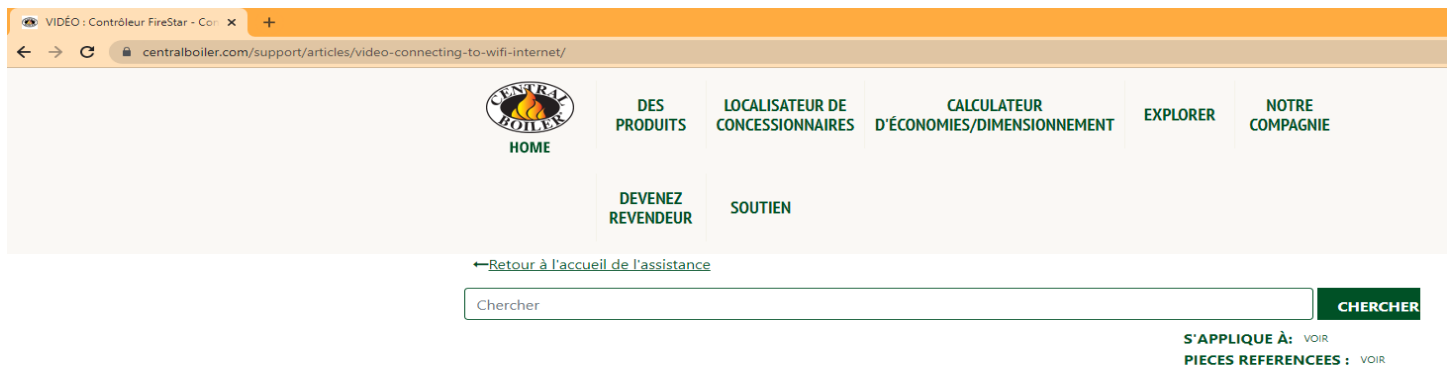 VIDÉO : Contrôleur FireStar - Con
centralboiler.com/support/articles/video-connecting-to-wifi-internet/
CENTRAL
BOILER
HOME
DES
PRODUITS
LOCALISATEUR DE
CONCESSIONNAIRES
CALCULATEUR
D'ÉCONOMIES/DIMENSIONNEMENT
EXPLORER
NOTRE
COMPAGNIE
DEVENEZ
REVENDEUR
SOUTIEN
←Retour à l'accueil de l'assistance
Chercher
CHERCHER
S'APPLIQUE À: VOIR
PIECES REFERENCEES : VOIR